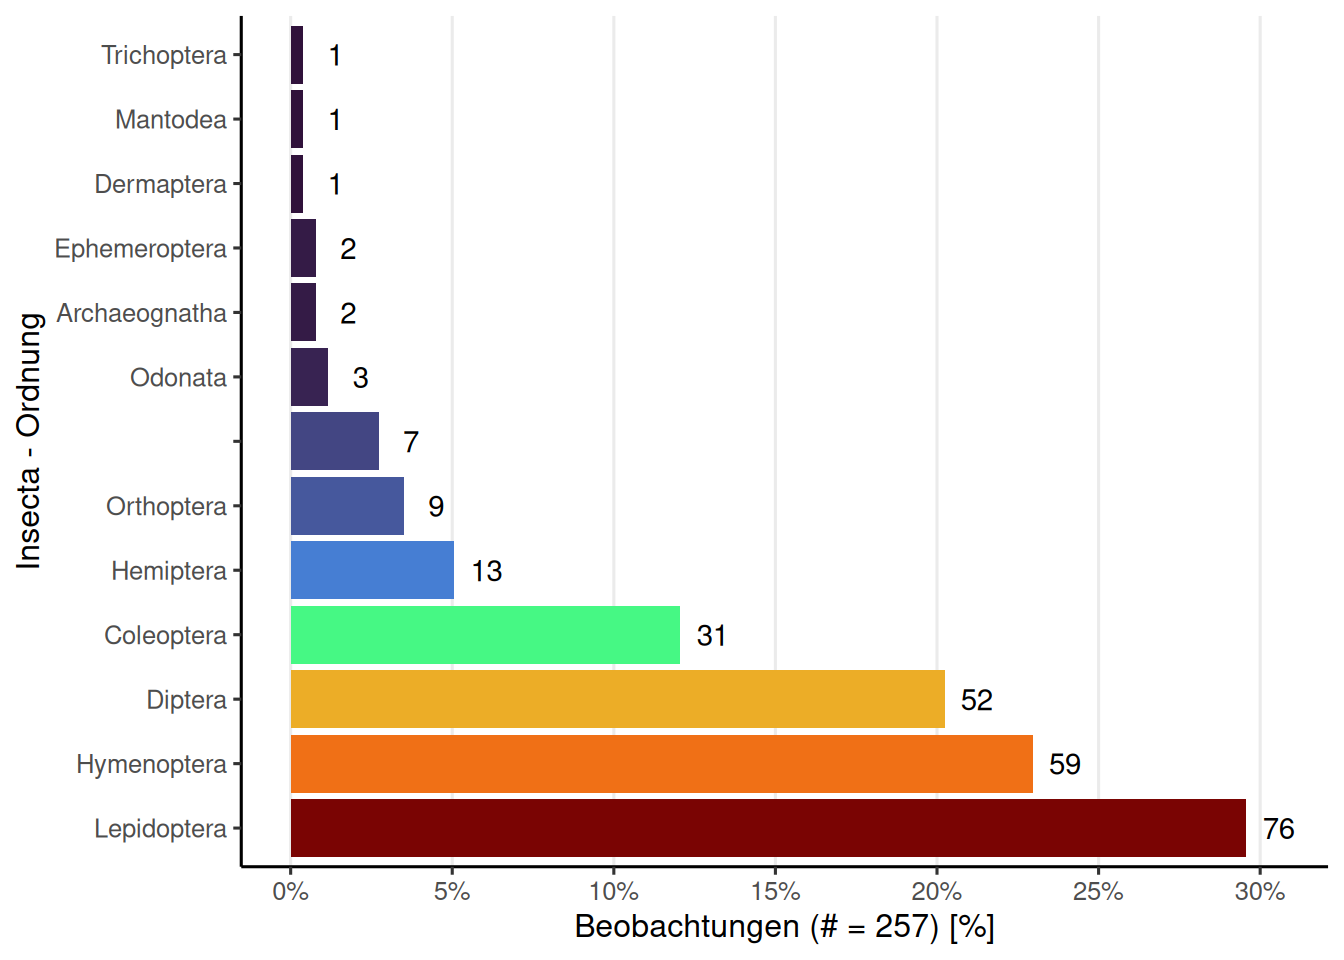 Insecta - Ordnung
Trichoptera 1
Mantodea 1
Dermaptera 1
Ephemeroptera 2
Archaeognatha 2
Odonata 3
7
Orthoptera 9
Hemiptera 13
Coleoptera 31
Diptera 52
Hymenoptera 59
Lepidoptera 76
0% 5% 10% 15% 20% 25% 30%
Beobachtungen (# = 257) [%]